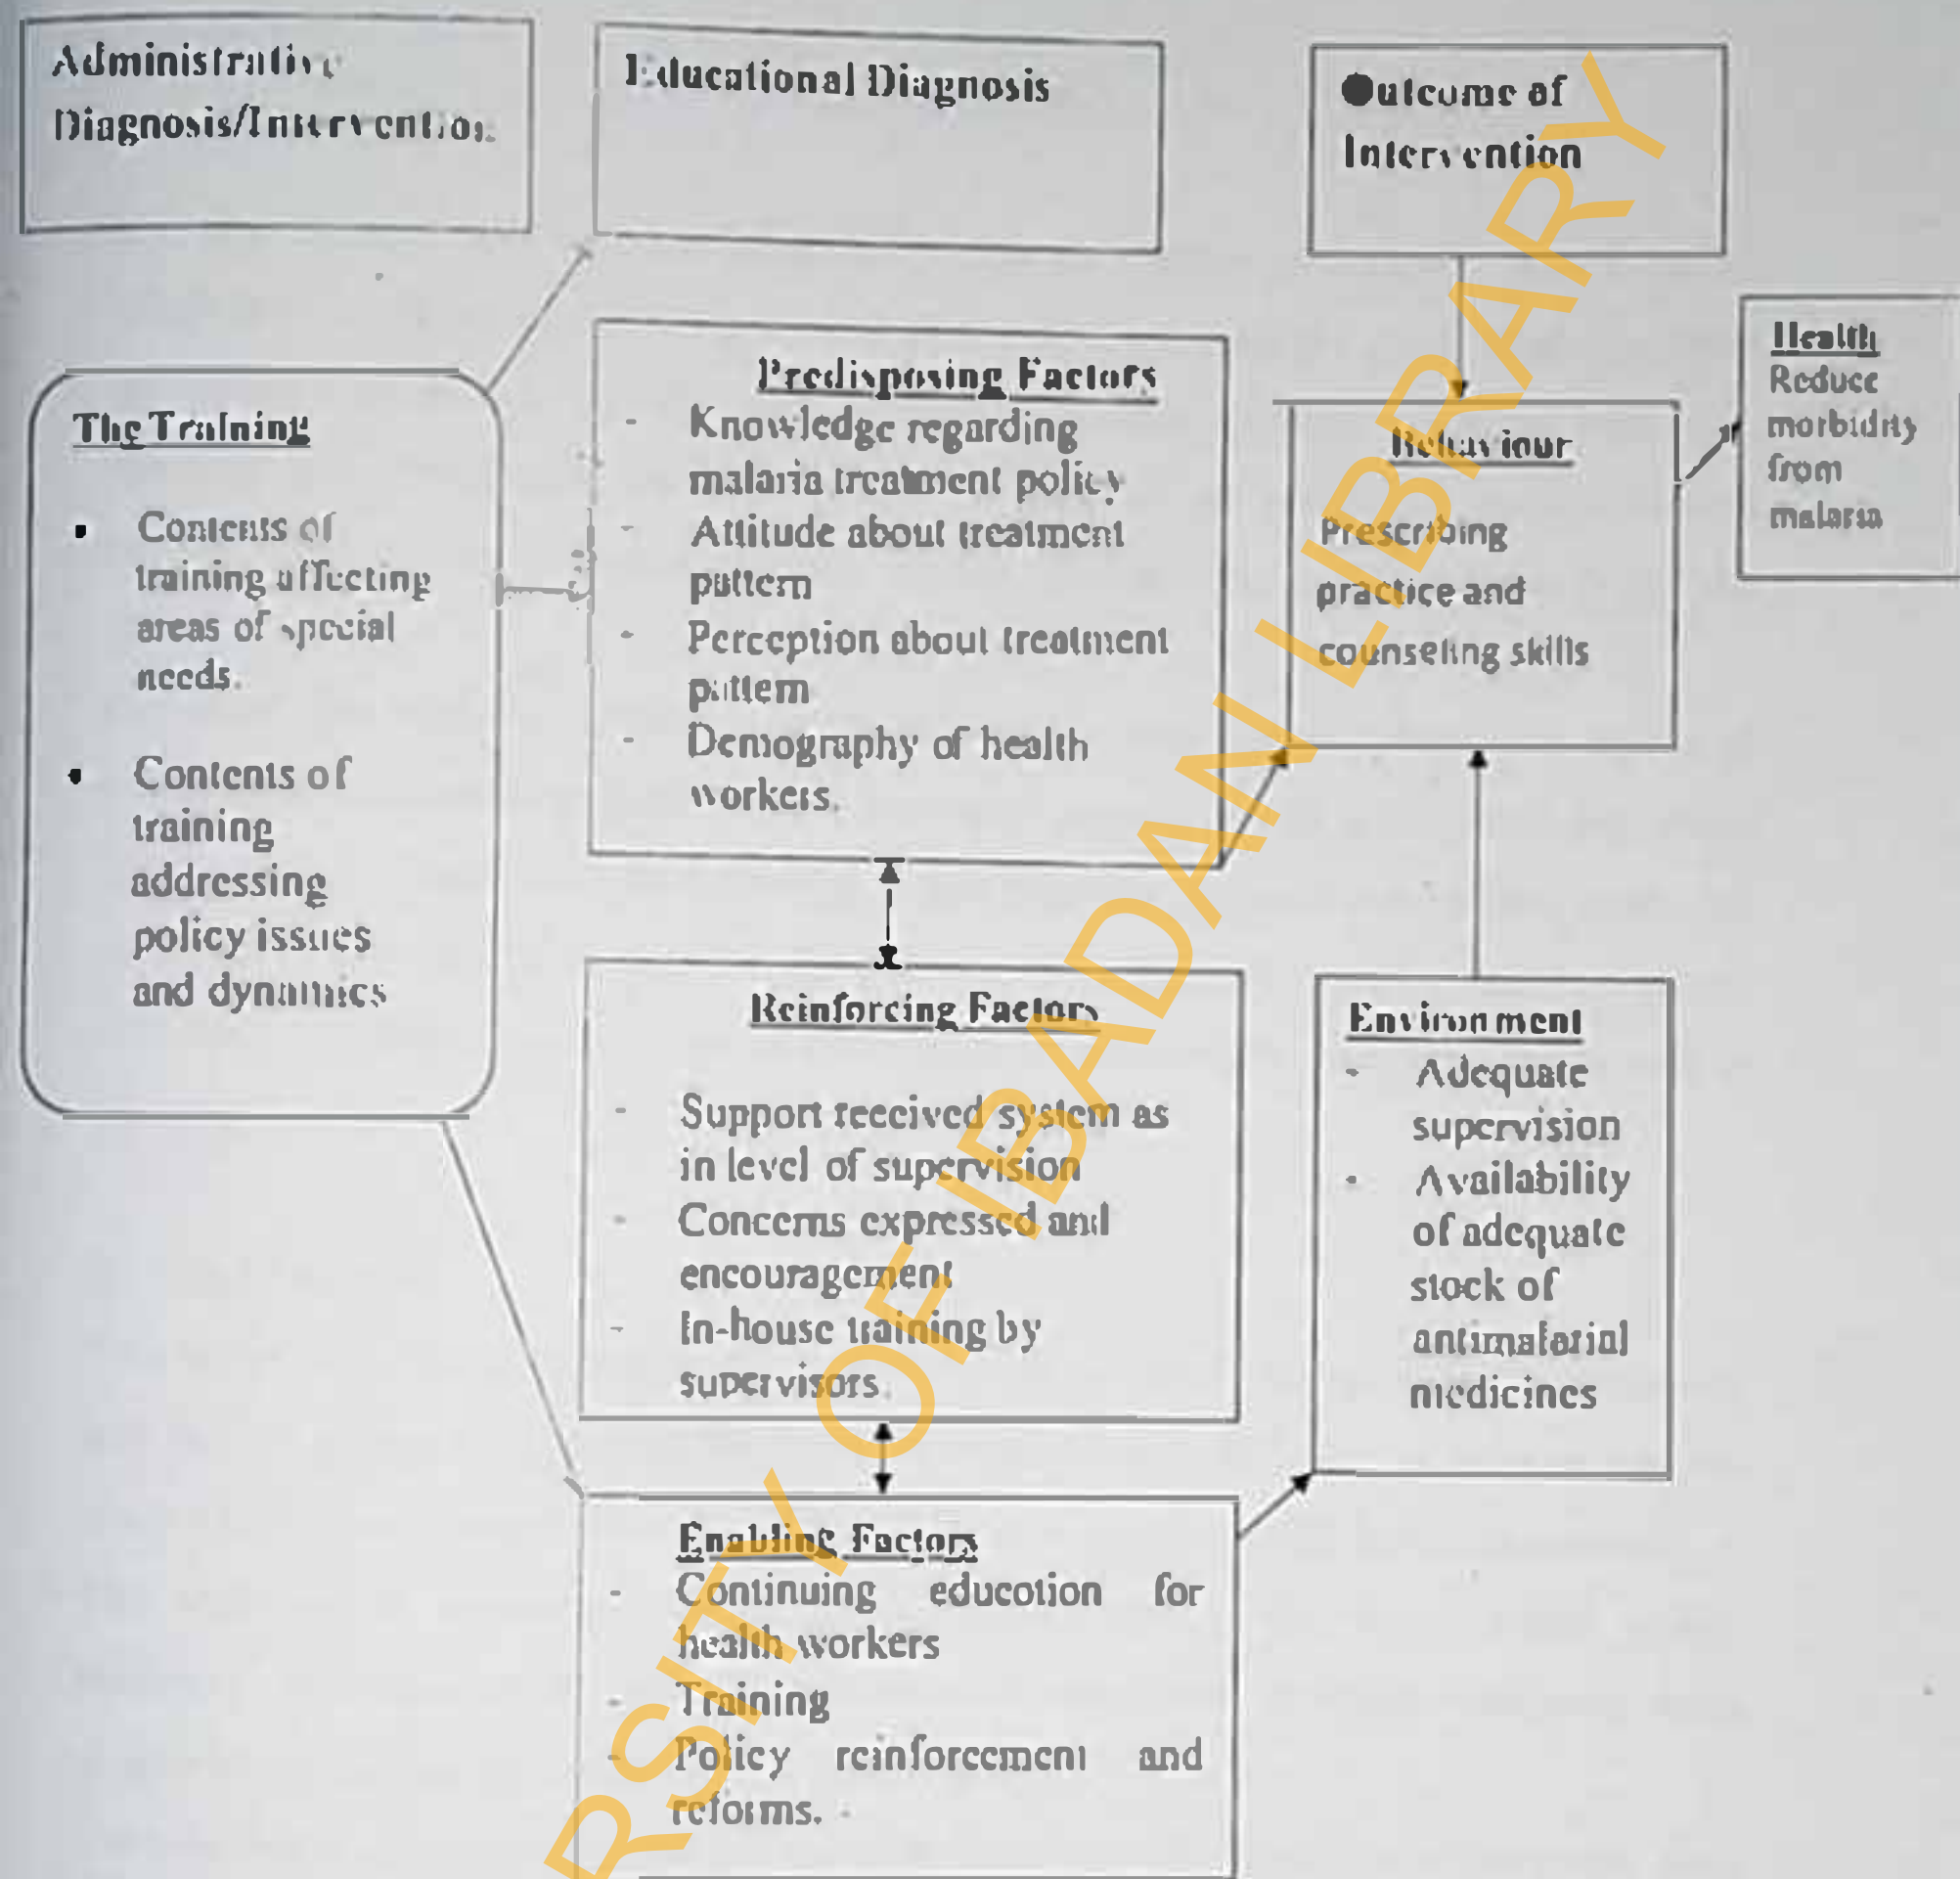 Administrative
Diagnosis/Intervention
Educational Diagnosis
Outcome of
Intervention
The Training
Contents of
training affecting
areas of special
needs.
Contents of
training
addressing
policy issues
and dynamics
Predisposing Factors
- Knowledge regarding
malaria treatment policy
- Attitude about treatment
pattern
- Perception about treatment
pattern
- Demography of health
workers.
Reinforcing Factors
- Support received system as
in level of supervision
- Concerns expressed and
encouragement
- In-house training by
supervisors.
Enabling Factors
- Continuing education for
health workers
- Training
- Policy reinforcement and
reforms.
Behaviour
Prescribing
practice and
counseling skills
Environment
- Adequate
supervision
- Availability
of adequate
stock of
antimalarial
medicines
Health
Reduce
morbidity
from
malaria
RSITY OF IBADAN LIBRARY